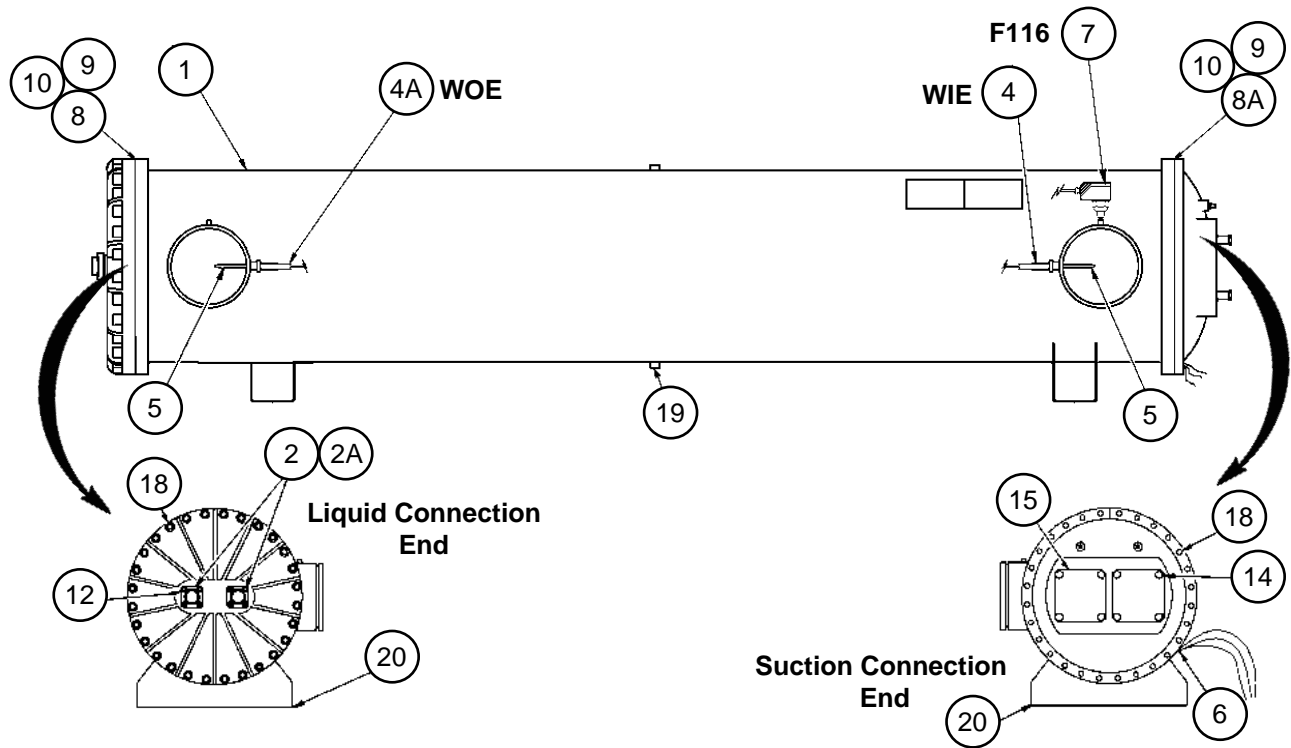 F116 7
10 9 8
1
4A WOE
WIE 4
10 9 8A
5
19
5
2 2A
18
Liquid Connection
End
12
20
15
18
14
Suction Connection
End
20
6